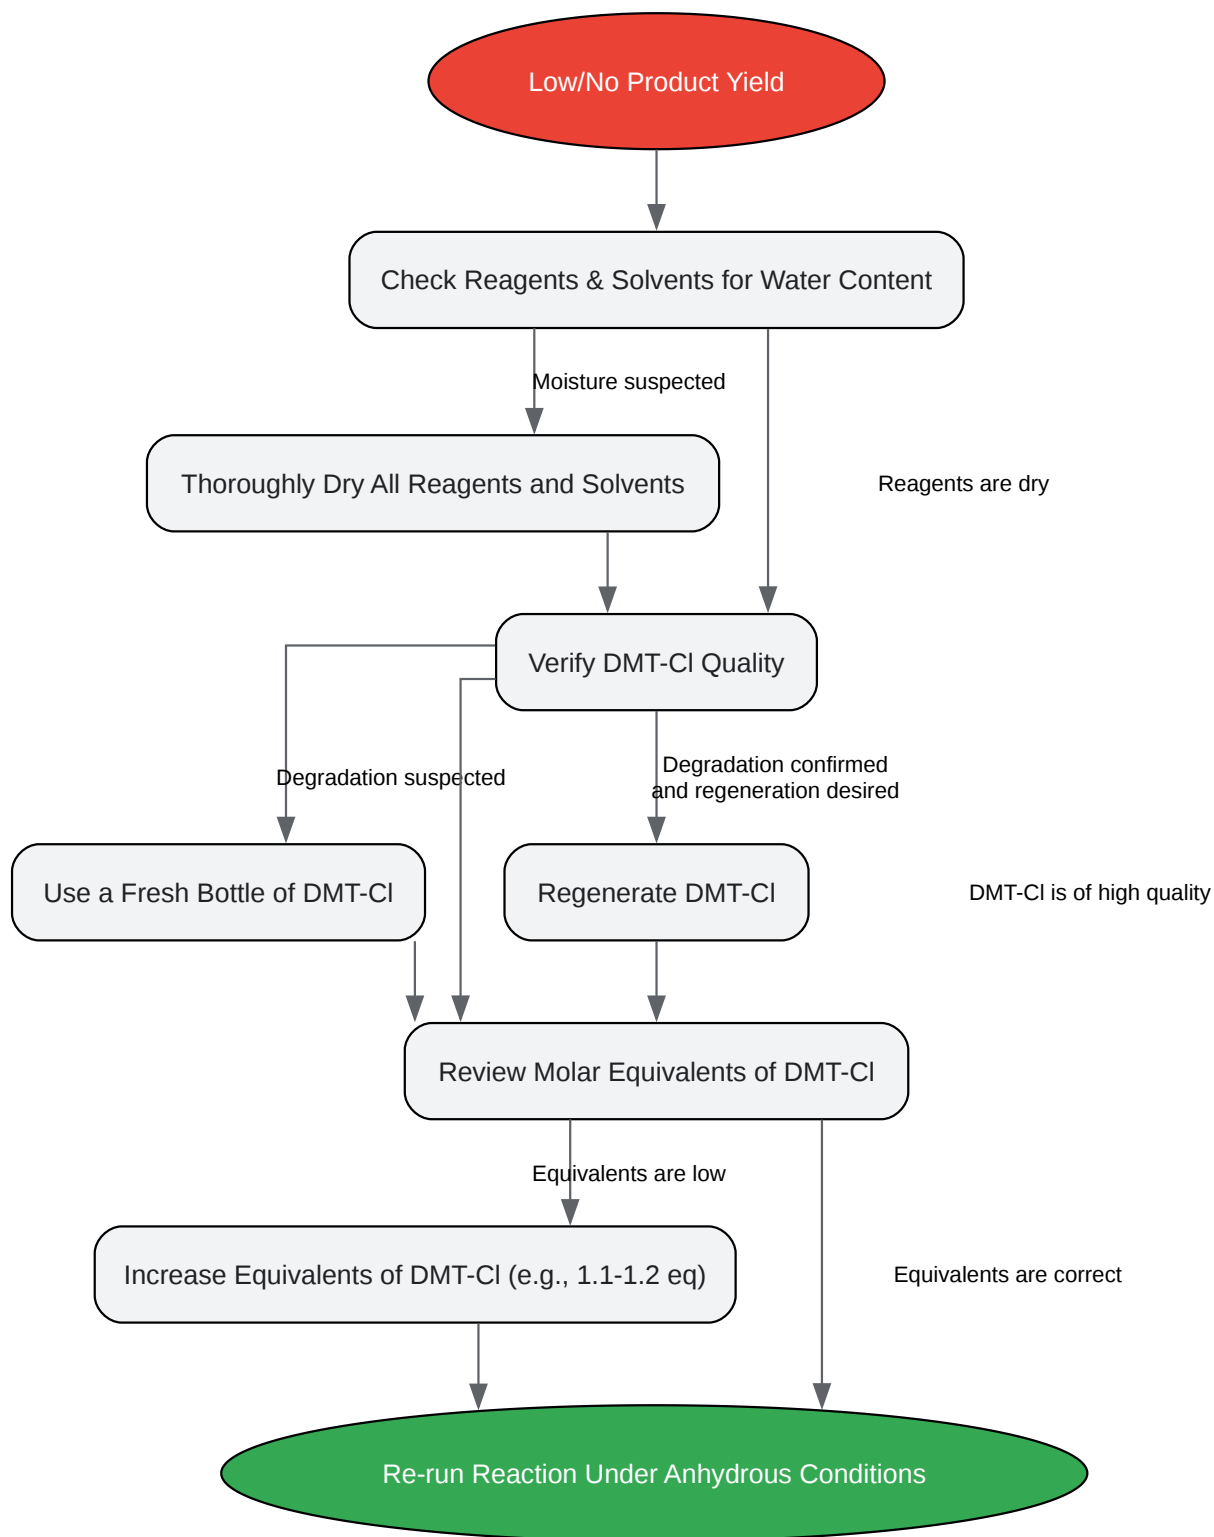 Low/No Product Yield
Check Reagents & Solvents for Water Content
Moisture suspected
Thoroughly Dry All Reagents and Solvents
Reagents are dry
Verify DMT-Cl Quality
Degradation suspected
Degradation confirmed
and regeneration desired
Use a Fresh Bottle of DMT-Cl
Regenerate DMT-Cl
DMT-Cl is of high quality
Review Molar Equivalents of DMT-Cl
Equivalents are low
Increase Equivalents of DMT-Cl (e.g., 1.1-1.2 eq)
Equivalents are correct
Re-run Reaction Under Anhydrous Conditions